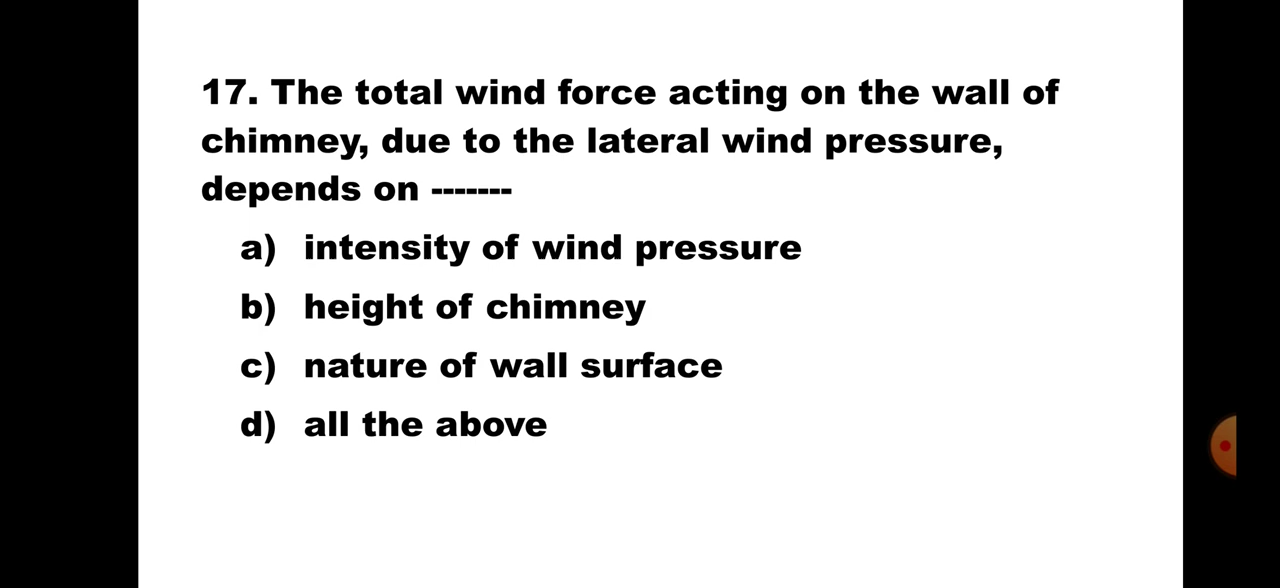 17. The total wind force acting on the wall of
chimney, due to the lateral wind pressure,
depends on -------
a) intensity of wind pressure
b) height of chimney
c) nature of wall surface
d) all the above